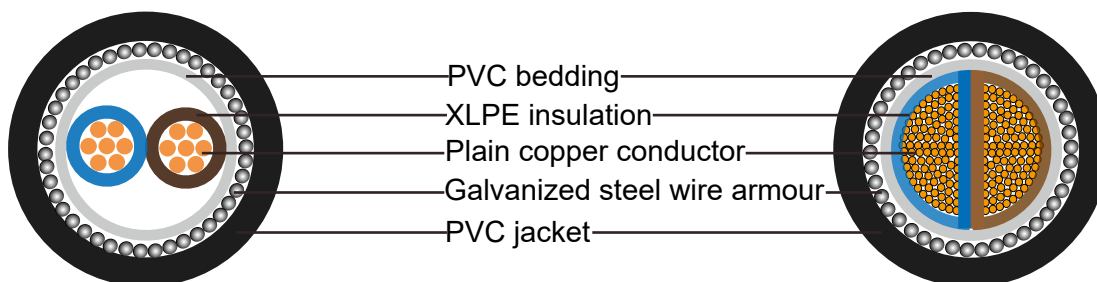 PVC bedding
XLPE insulation
Plain copper conductor
Galvanized steel wire armour
PVC jacket